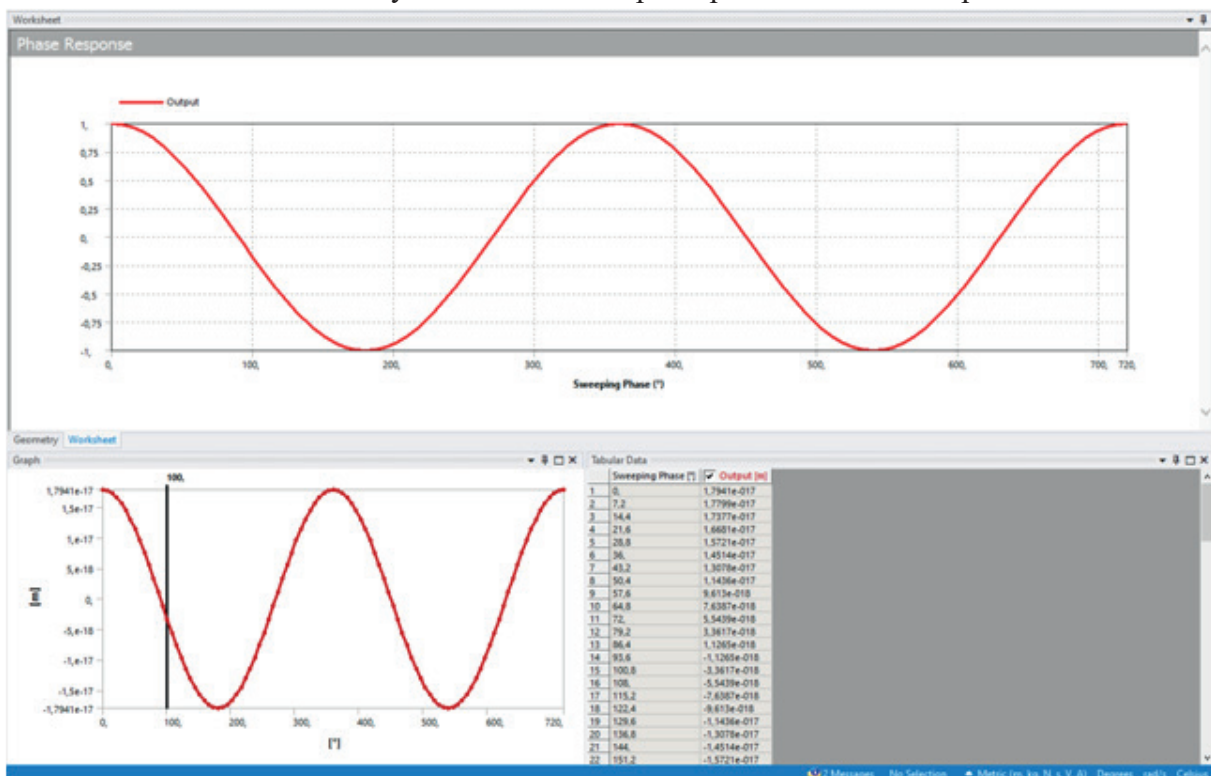 Worksheet
Phase Response
Output
1,
0,75
0,5
0,25
0,
-0,25
-0,5
-0,75
-1,
0, 100, 200, 300, 400, 500, 600, 700, 720,
Sweeping Phase (°)
Geometry Worksheet
Graph
100,
1,7941e-17
1,5e-17
1,e-17
5,e-18
0,
-5,e-18
-1,e-17
-1,5e-17
-1,7941e-17
[m]
0, 100, 200, 300, 400, 500, 600, 720,
[°]
Tabular Data
Sweeping Phase [°] Output [m]
1 0, 1,7941e-017
2 7,2 1,7799e-017
3 14,4 1,7377e-017
4 21,6 1,6681e-017
5 28,8 1,5721e-017
6 36, 1,4514e-017
7 43,2 1,3078e-017
8 50,4 1,1436e-017
9 57,6 9,613e-018
10 64,8 7,6387e-018
11 72, 5,5439e-018
12 79,2 3,3617e-018
13 86,4 1,1265e-018
14 93,6 -1,1265e-018
15 100,8 -3,3617e-018
16 108, -5,5439e-018
17 115,2 -7,6387e-018
18 122,4 -9,613e-018
19 129,6 -1,1436e-017
20 136,8 -1,3078e-017
21 144, -1,4514e-017
22 151,2 -1,5721e-017
2 Messages No Selection Metric (m, kg, N, s, V, A) Degrees rad/s Celsius